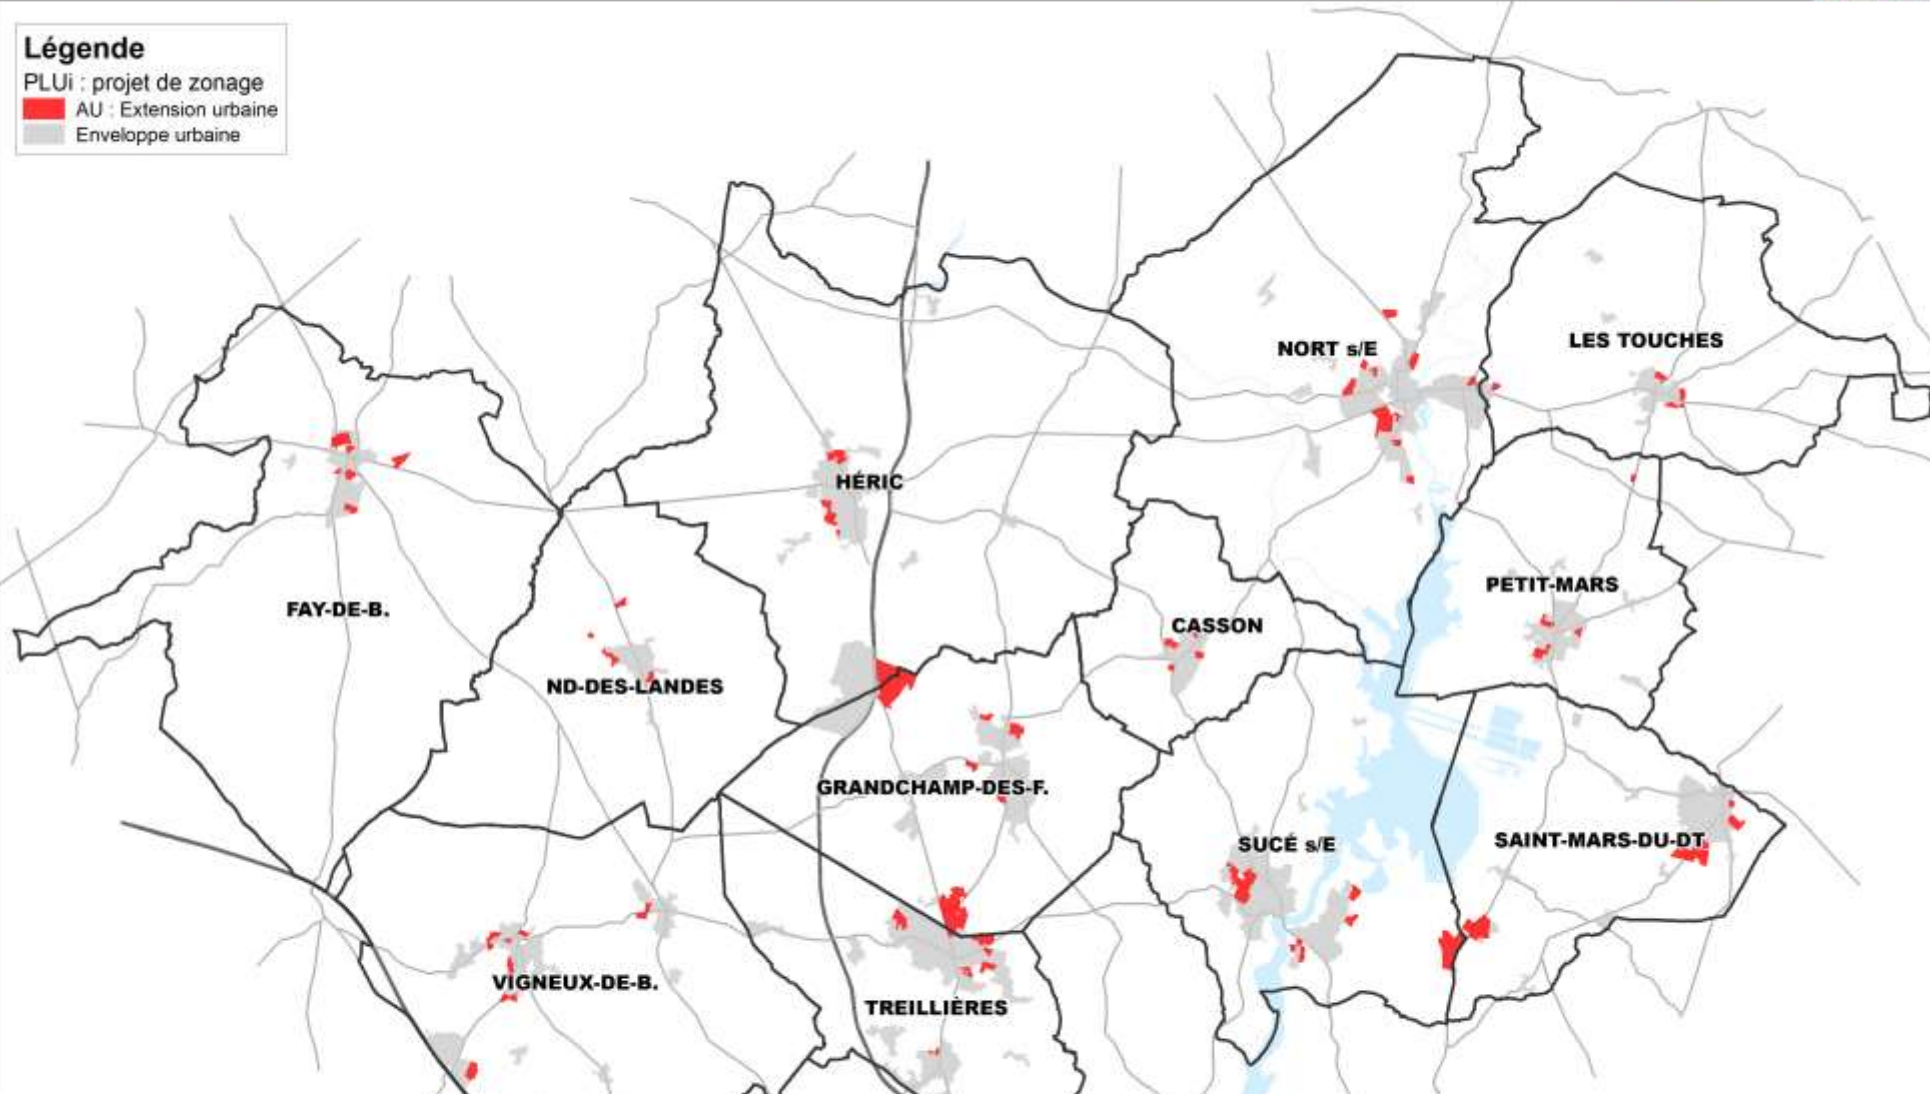 Légende
PLUi : projet de zonage
AU : Extension urbaine
Enveloppe urbaine
NORT s/E
LES TOUCHES
HÉRIC
FAY-DE-B.
PETIT-MARS
CASSON
ND-DES-LANDES
GRANDCHAMP-DES-F.
SUCÉ s/E
SAINT-MARS-DU-DT
VIGNEUX-DE-B.
TREILLIÈRES